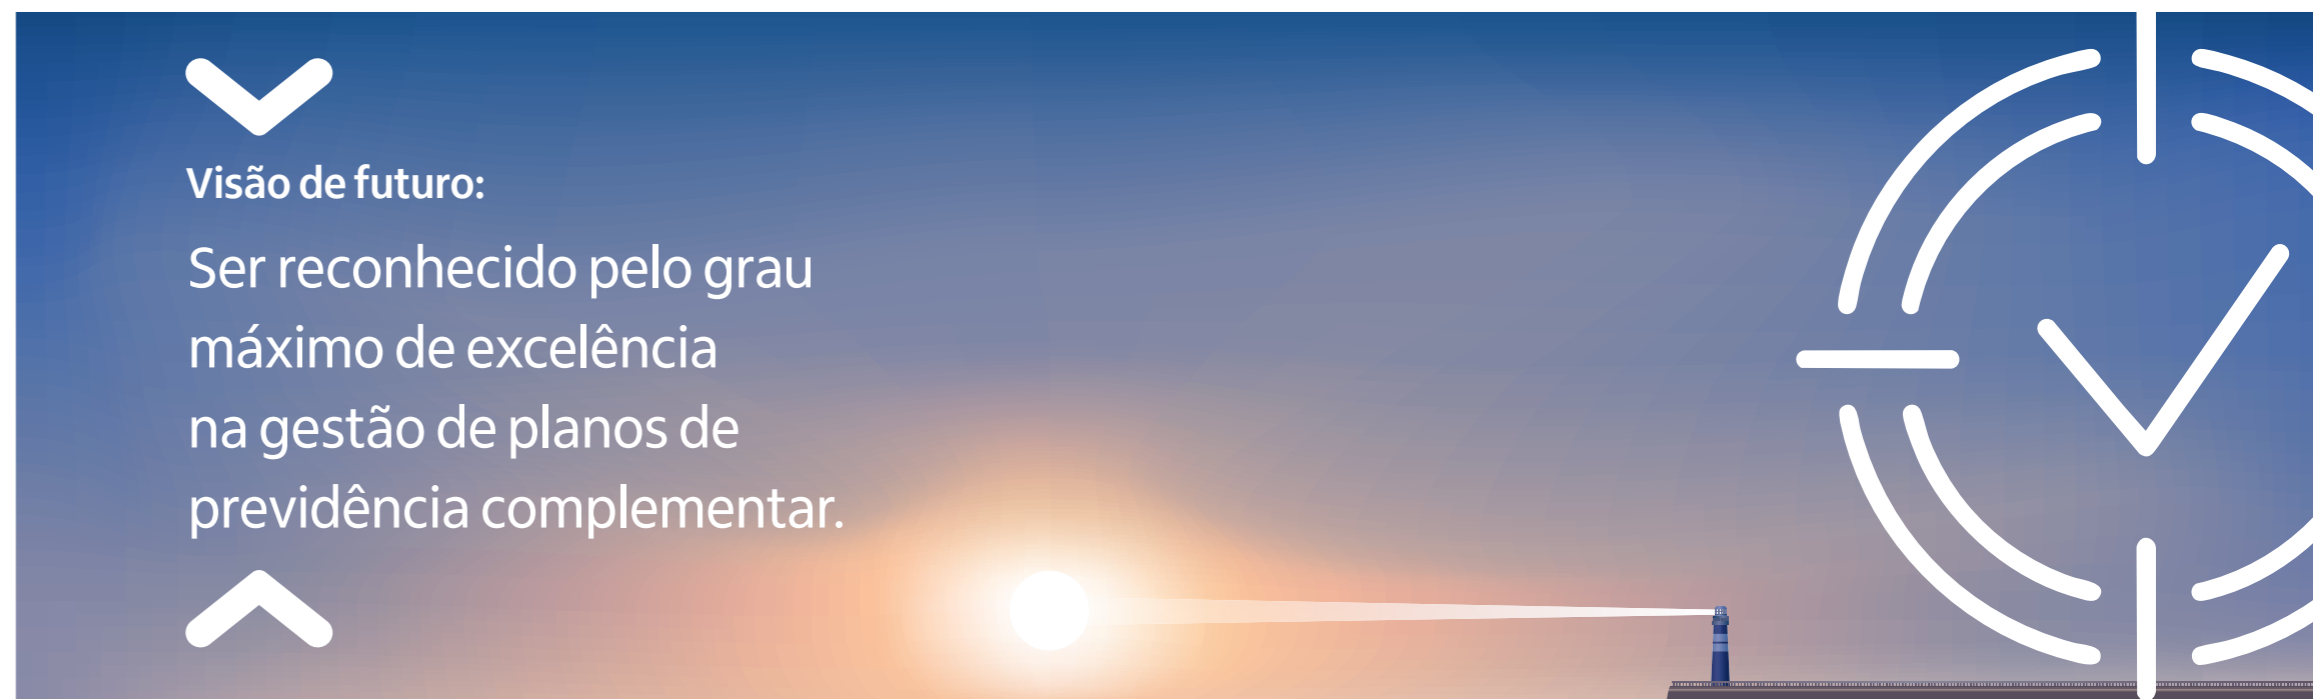 Visão de futuro:
Ser reconhecido pelo grau
máximo de excelência
na gestão de planos de
previdência complementar.